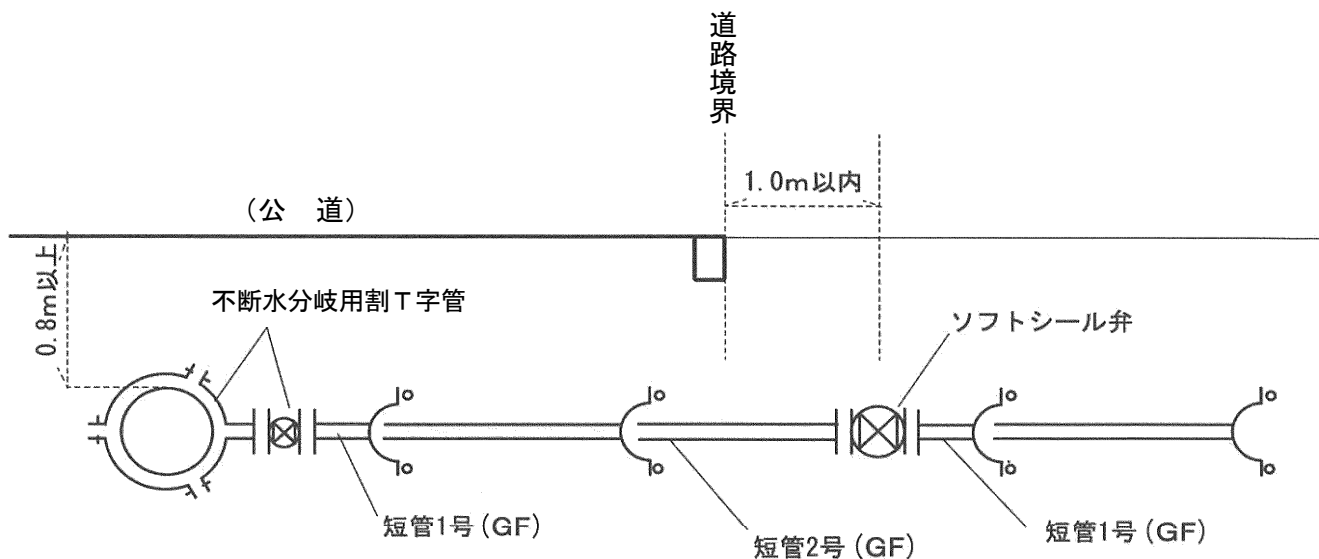 道路境界
1.0m以内
（公　道）
0.8m以上
不断水分岐用割T字管
ソフトシール弁
短管1号(GF)
短管2号(GF)
短管1号(GF)